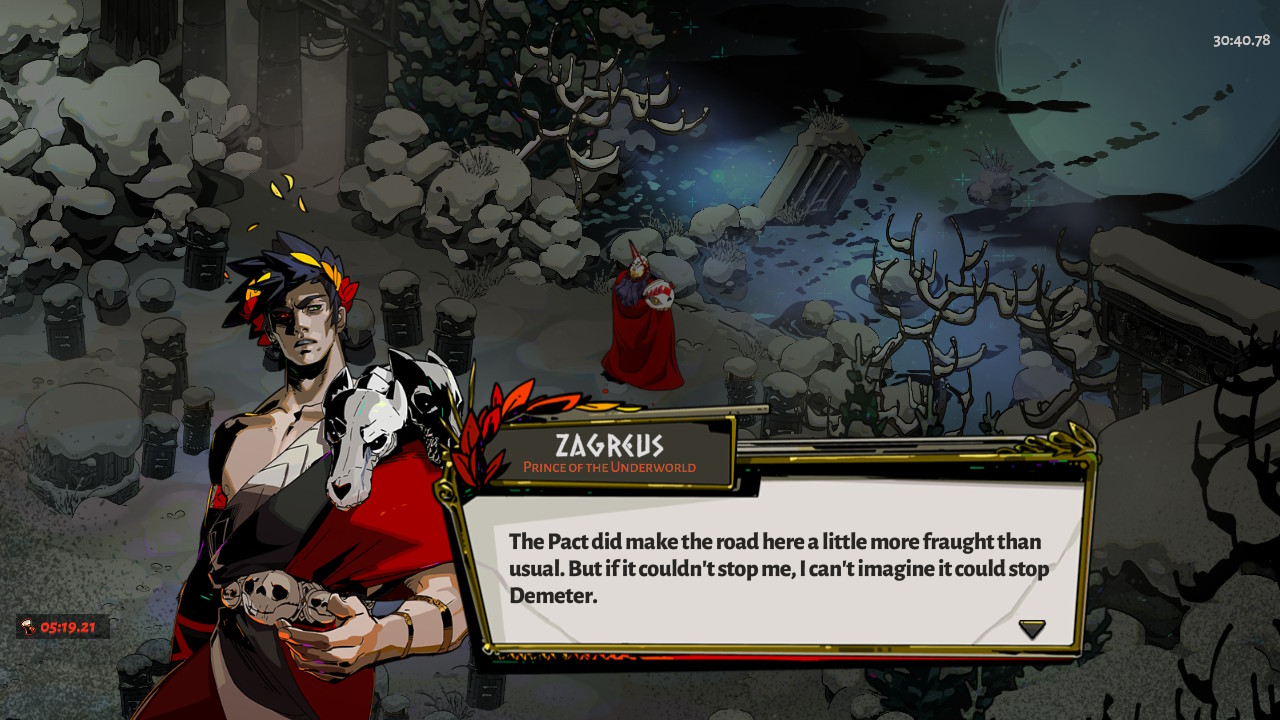 30:40.78
ZAGREUS
PRINCE OF THE UNDERWORLD
The Pact did make the road here a little more fraught than
usual. But if it couldn't stop me, I can't imagine it could stop
Demeter.
05:19.21